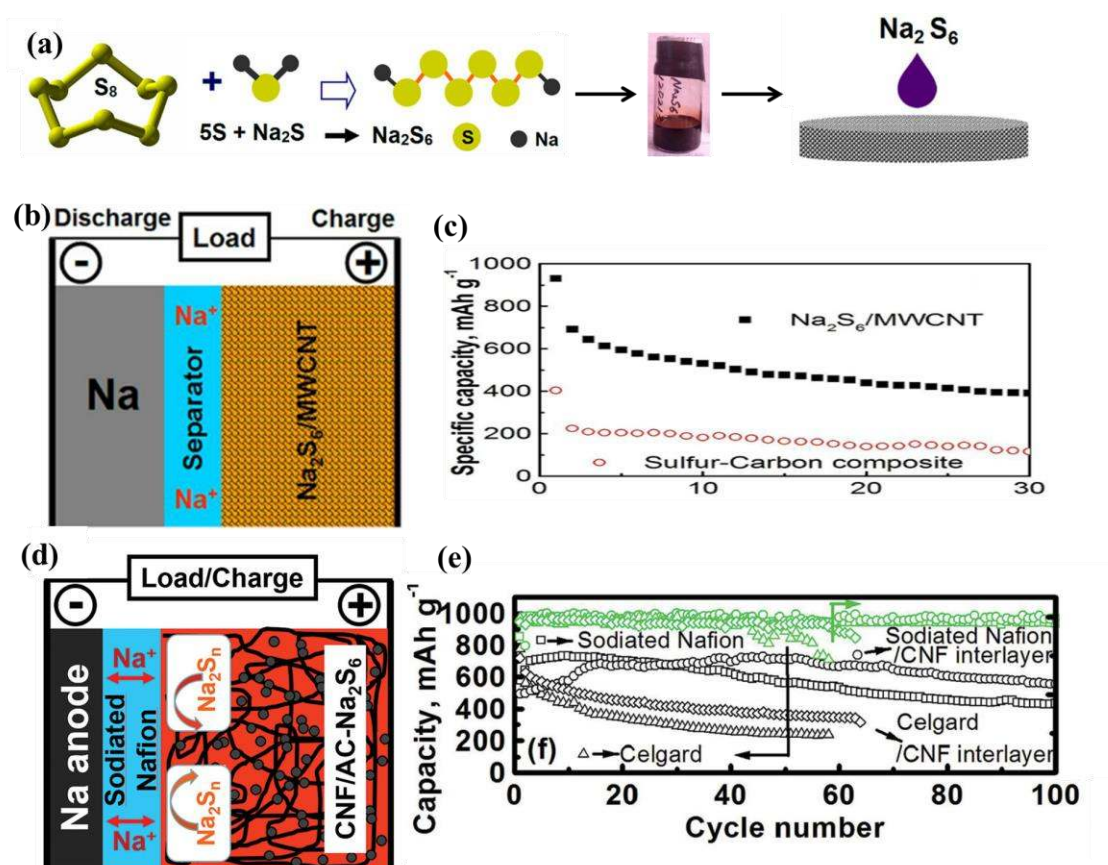 (a)
S8
+
5S + Na2S → Na2S6
S
Na
Na2S6
(b)
Discharge
Load
Charge
-
+
Na
Na+
Separator
Na+
Na2S6/MWCNT
(c)
Specific capacity, mAh g-1
1000
800
600
400
200
0
Na2S6/MWCNT
Sulfur-Carbon composite
0
10
20
30
(d)
Load/Charge
-
+
Na anode
Na+
Sodiated
Nafion
Na+
Na2Sn
Na2Sn
CNF/AC-Na2S6
(e)
Capacity, mAh g-1
1000
800
600
400
200
0
Sodiated Nafion
Sodiated Nafion
/CNF interlayer
Celgard
/CNF interlayer
(f)
Celgard
0
20
40
60
80
100
Cycle number